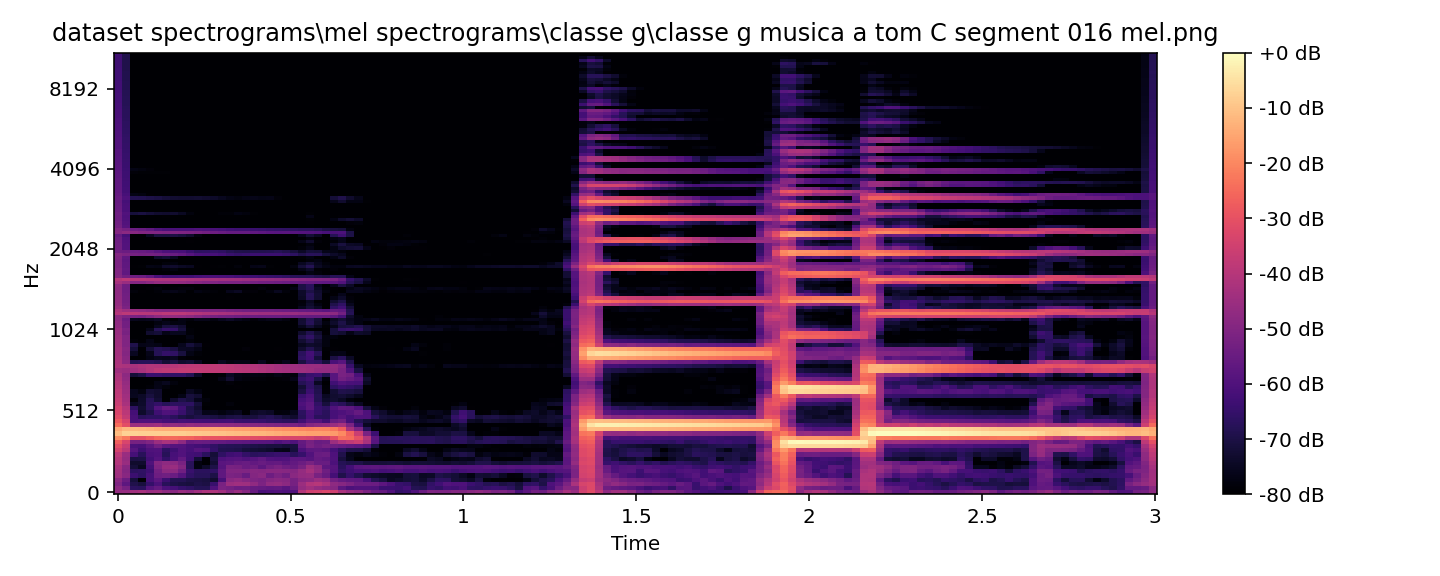 dataset spectrograms\mel spectrograms\classe g\classe g musica a tom C segment 016 mel.png
Hz
8192
4096
2048
1024
512
0
0 0.5 1 1.5 2 2.5 3
Time
+0 dB
-10 dB
-20 dB
-30 dB
-40 dB
-50 dB
-60 dB
-70 dB
-80 dB